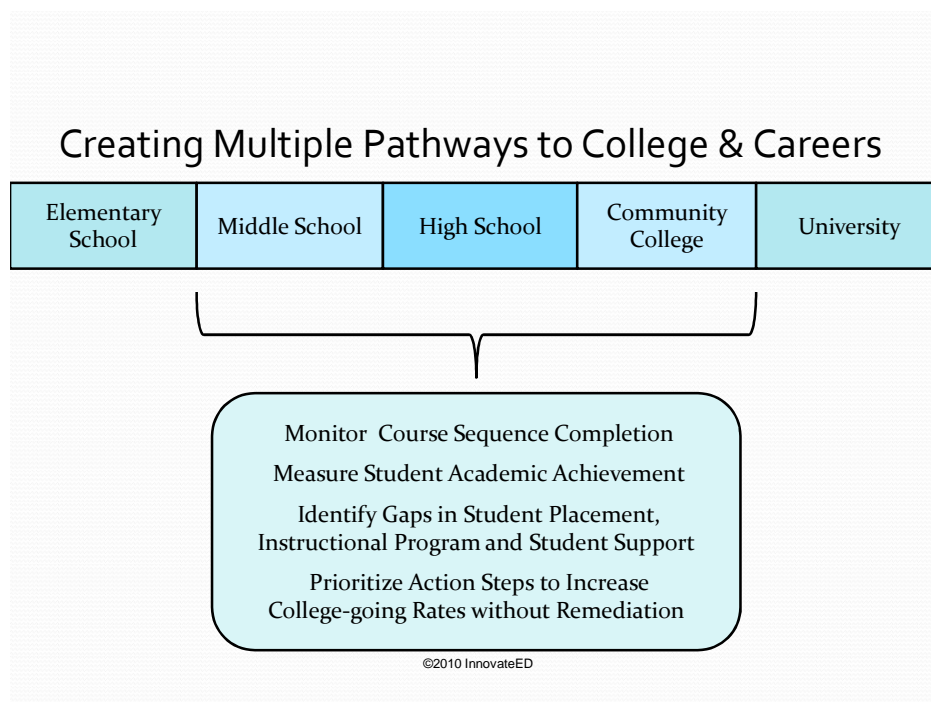 Creating Multiple Pathways to College & Careers
Elementary
School
Middle School
High School
Community
College
University
Monitor  Course Sequence Completion
Measure Student Academic Achievement
Identify Gaps in Student Placement,
Instructional Program and Student Support
Prioritize Action Steps to Increase
College-going Rates without Remediation
©2010 InnovateED